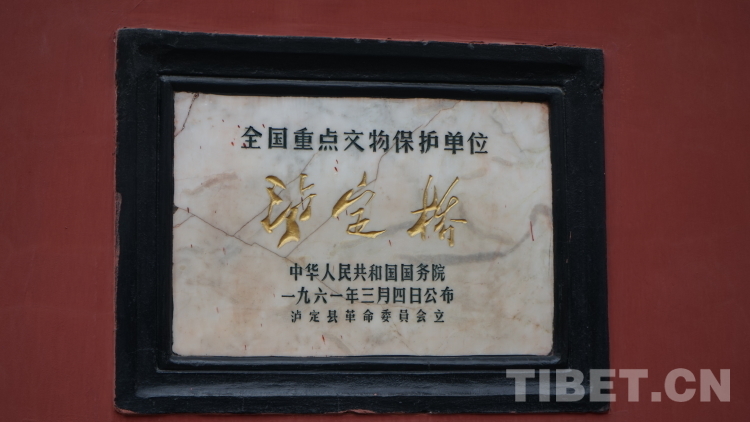 全国重点文物保护单位
泸定桥
中华人民共和国国务院
一九六一年三月四日公布
泸定县革命委员会立
TIBET.CN